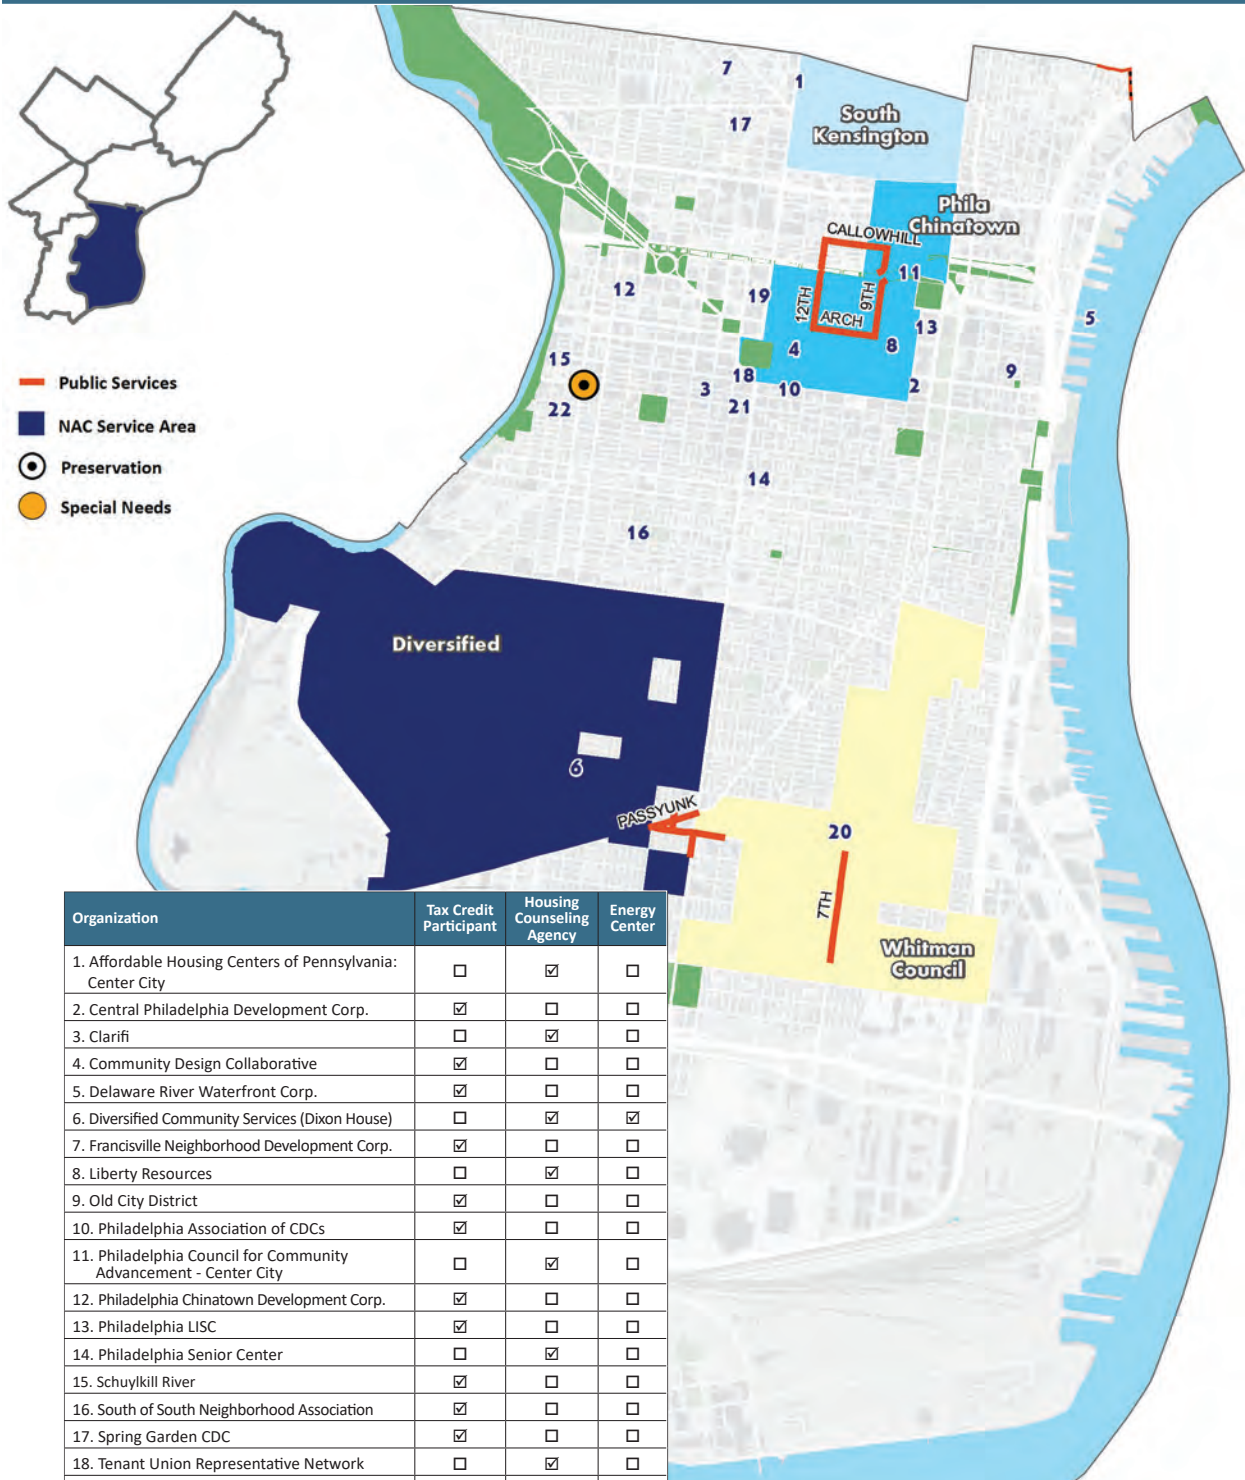 7
1
17
South
Kensington
Phila
Chinatown
CALLOWHILL
11
12
19
12TH
9TH
ARCH
13
5
15
4
8
18
9
3
10
2
22
21
Public Services
NAC Service Area
Preservation
Special Needs
14
16
Diversified
6
PASSYUNK
20
7TH
Whitman
Council
Organization Tax Credit Participant Housing Counseling Agency Energy Center
1. Affordable Housing Centers of Pennsylvania:
Center City ☐ ☑ ☐
2. Central Philadelphia Development Corp. ☑ ☐ ☐
3. Clarifi ☐ ☑ ☐
4. Community Design Collaborative ☑ ☐ ☐
5. Delaware River Waterfront Corp. ☑ ☐ ☐
6. Diversified Community Services (Dixon House) ☐ ☑ ☑
7. Francisville Neighborhood Development Corp. ☑ ☐ ☐
8. Liberty Resources ☐ ☑ ☐
9. Old City District ☑ ☐ ☐
10. Philadelphia Association of CDCs ☑ ☐ ☐
11. Philadelphia Council for Community
Advancement - Center City ☐ ☑ ☐
12. Philadelphia Chinatown Development Corp. ☑ ☐ ☐
13. Philadelphia LISC ☑ ☐ ☐
14. Philadelphia Senior Center ☐ ☑ ☐
15. Schuylkill River ☑ ☐ ☐
16. South of South Neighborhood Association ☑ ☐ ☐
17. Spring Garden CDC ☑ ☐ ☐
18. Tenant Union Representative Network ☐ ☑ ☐